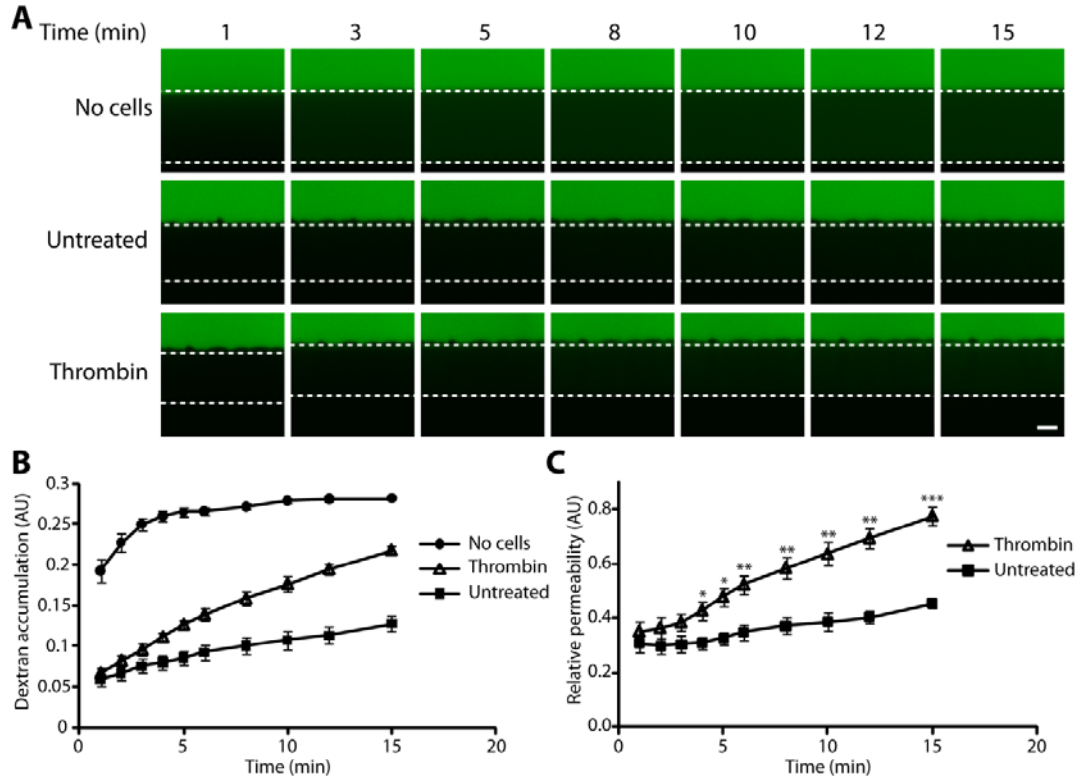 A Time (min) 1 3 5 8 10 12 15
No cells
Untreated
Thrombin
B
Dextran accumulation (AU)
0.3
0.25
0.2
0.15
0.1
0.05
0
0 5 10 15 20
Time (min)
No cells
Thrombin
Untreated
C
Relative permeability (AU)
0.8
0.6
0.4
0.2
0.0
0 5 10 15 20
Time (min)
* * ** ** ** ** ***
Thrombin
Untreated